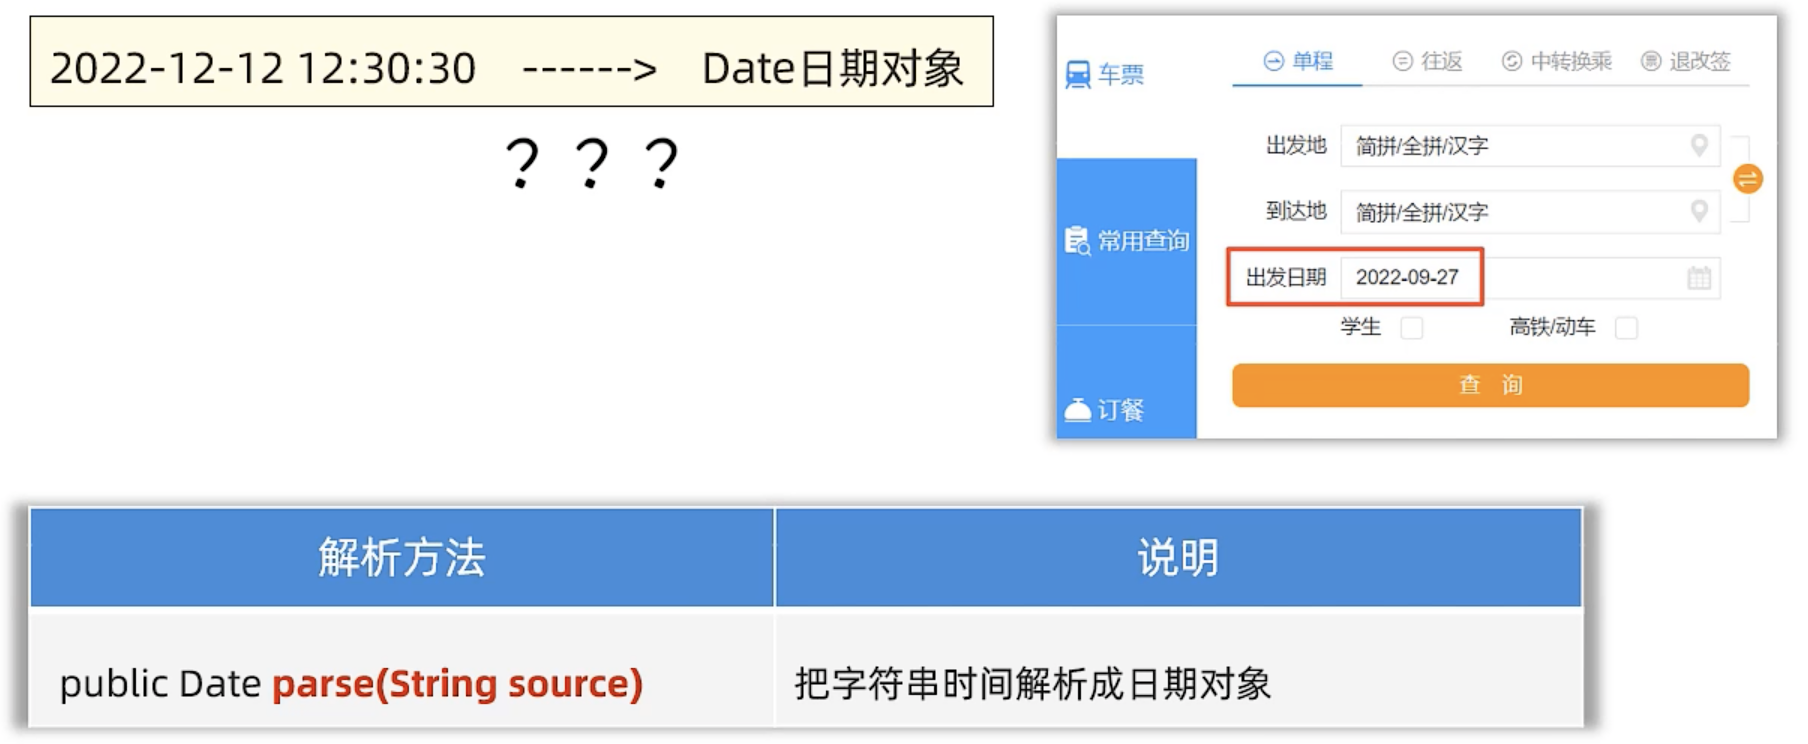 2022-12-12 12:30:30 ------> Date日期对象
？？？
车票
单程 往返 中转换乘 退改签
出发地 简拼/全拼/汉字
到达地 简拼/全拼/汉字
常用查询
出发日期 2022-09-27
学生 高铁/动车
查 询
订餐
解析方法 说明
public Date parse(String source) 把字符串时间解析成日期对象